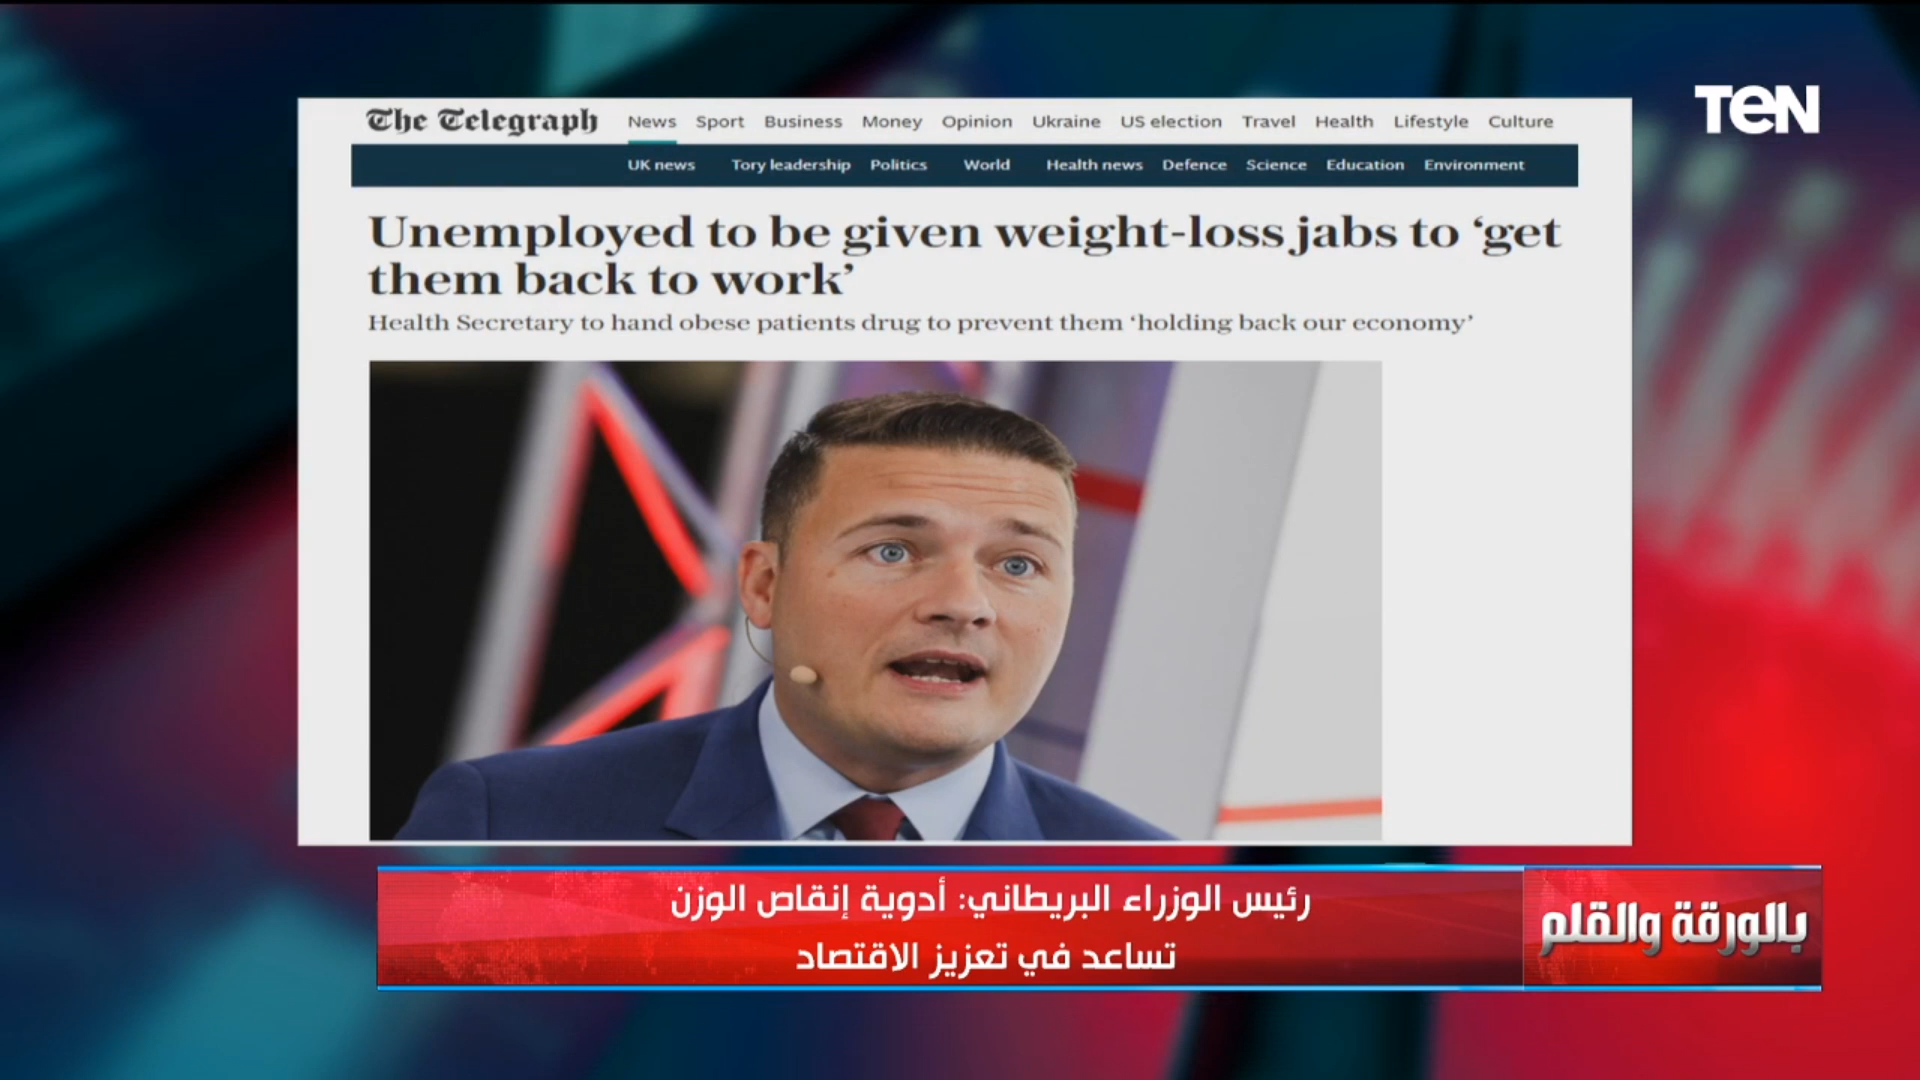 TeN
The Telegraph
News Sport Business Money Opinion Ukraine US election Travel Health Lifestyle Culture
UK news Tory leadership Politics World Health news Defence Science Education Environment
Unemployed to be given weight-loss jabs to ‘get
them back to work’
Health Secretary to hand obese patients drug to prevent them ‘holding back our economy’
بالورقة والقلم
رئيس الوزراء البريطاني: أدوية إنقاص الوزن
تساعد في تعزيز الاقتصاد